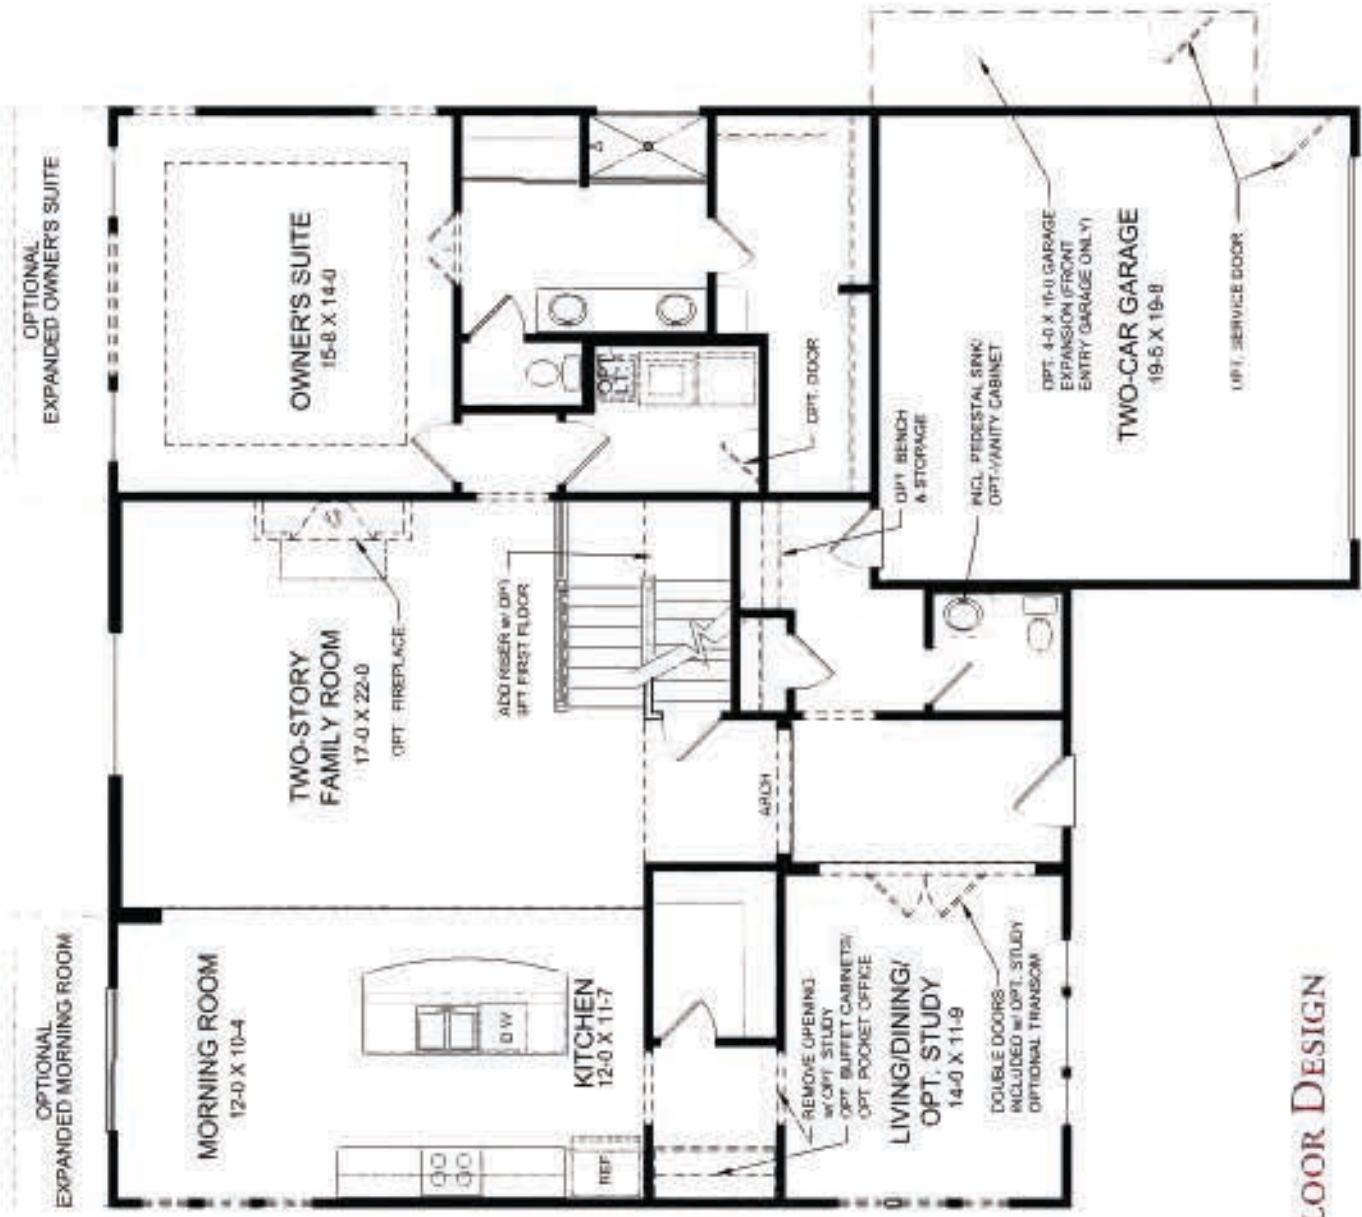 OPTIONAL
EXPANDED MORNING ROOM
OPTIONAL
EXPANDED OWNER'S SUITE
MORNING ROOM
12-0 X 10-4
TWO-STORY
FAMILY ROOM
17-0 X 22-0
OPT. FIREPLACE
OWNER'S SUITE
15-8 X 14-0
KITCHEN
12-0 X 11-7
DW
REF
ADD RISER w/ OPT
9FT FIRST FLOOR
OPT.
LT.
ARCH
OPT. DOOR
REMOVE OPENING
w/ OPT STUDY
OPT BUFFET CABINETS/
OPT POCKET OFFICE
LIVING/DINING/
OPT. STUDY
14-0 X 11-9
DOUBLE DOORS
INCLUDED w/ OPT. STUDY
OPTIONAL TRANSOM
OPT BENCH
& STORAGE
INCL PEDESTAL SINK/
OPT-VANITY CABINET
OPT. 4-0 X GARAGE
EXPANSION (FRONT
ENTRY GARAGE ONLY)
TWO-CAR GARAGE
19-5 X 19-8
OPT. SERVICE DOOR
LOOR DESIGN